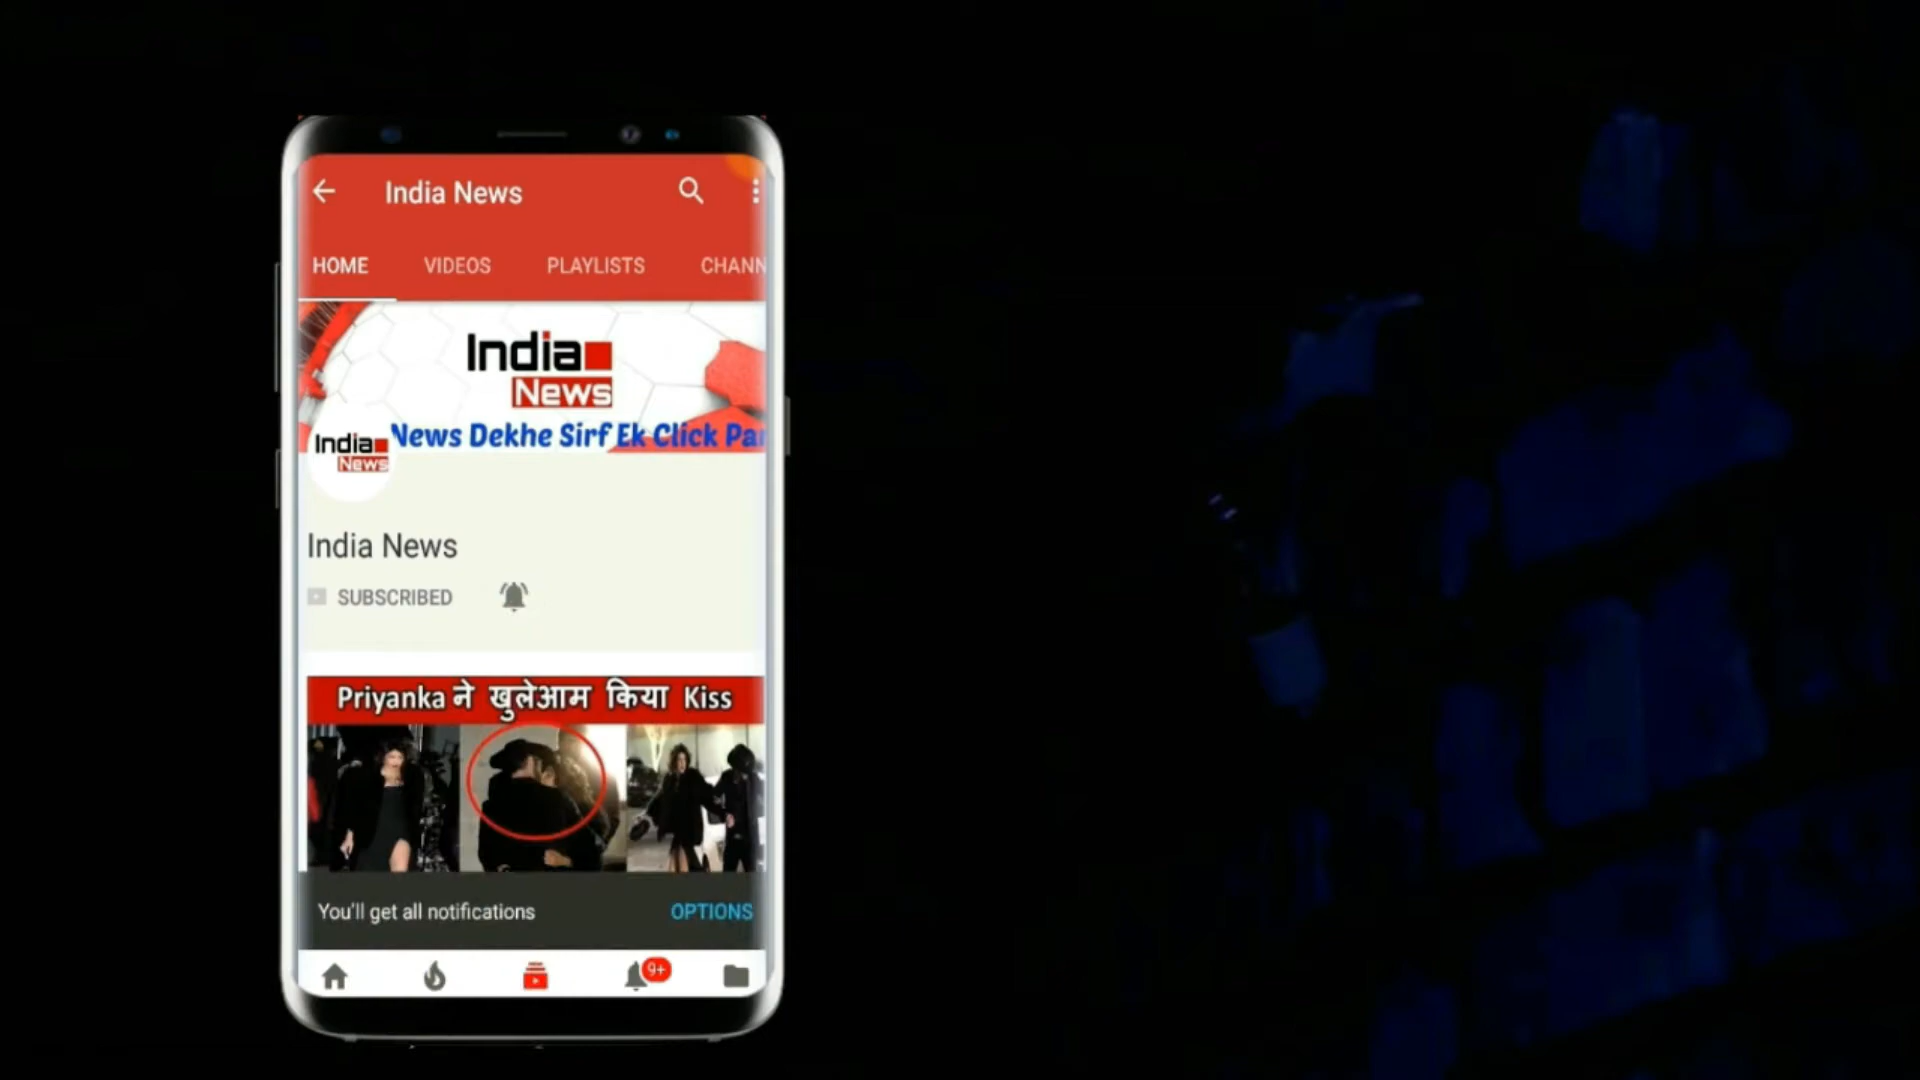 India News
HOME VIDEOS PLAYLISTS CHANN
India
News
News Dekhe Sirf Ek Click Par
India
News
India News
SUBSCRIBED
Priyanka ने खुलेआम किया Kiss
You'll get all notifications OPTIONS
9+